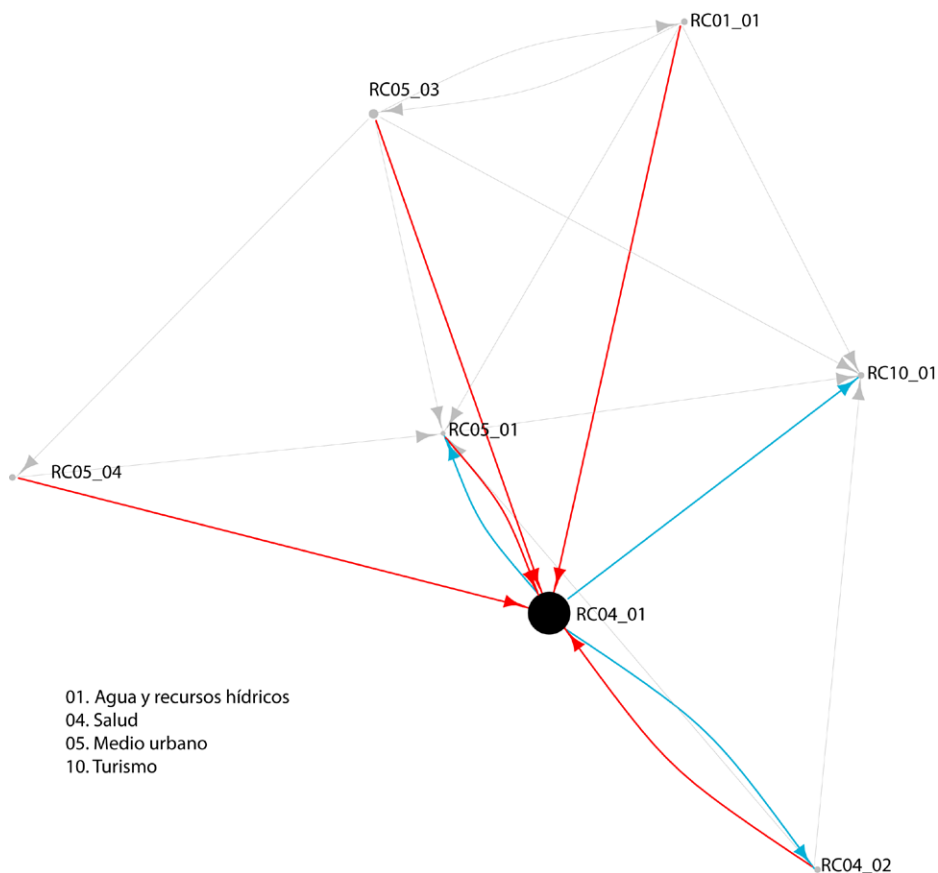 RC01_01
RC05_03
RC10_01
RC05_01
RC05_04
RC04_01
01. Agua y recursos hídricos
04. Salud
05. Medio urbano
10. Turismo
RC04_02